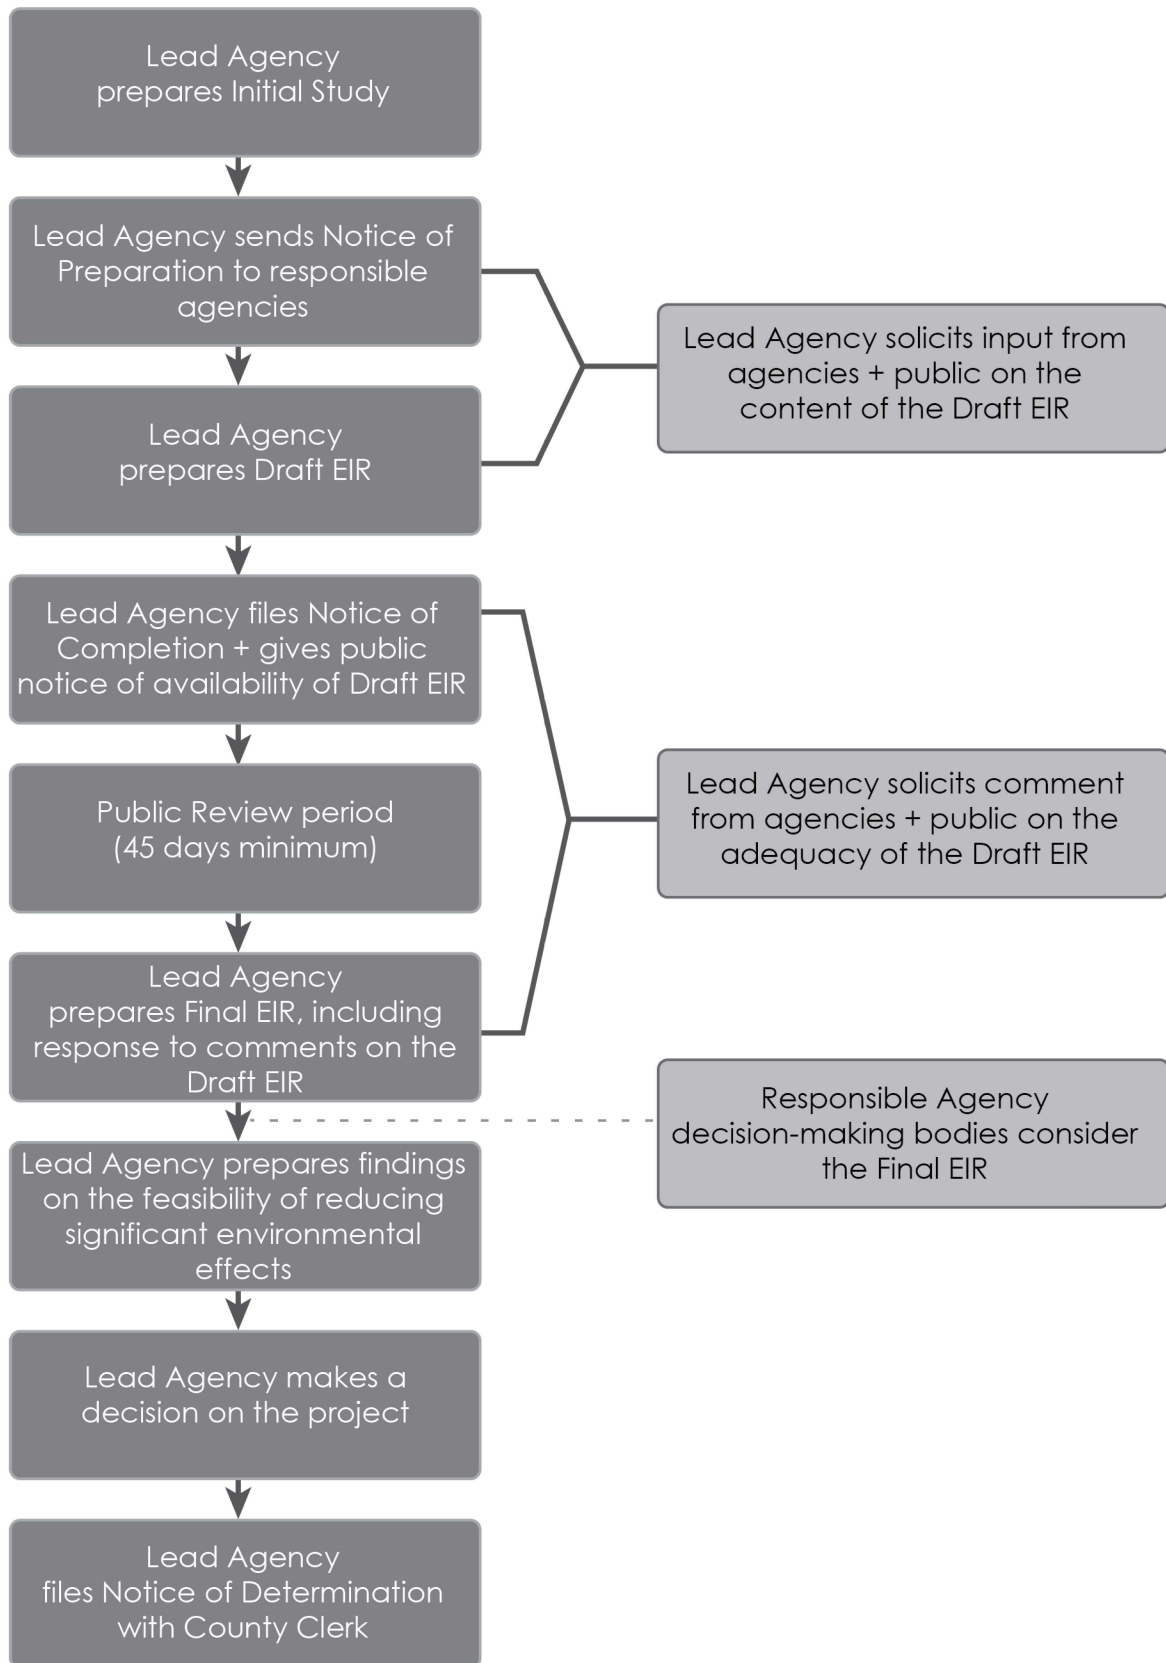 Lead Agency
prepares Initial Study
Lead Agency sends Notice of
Preparation to responsible
agencies
Lead Agency solicits input from
agencies + public on the
content of the Draft EIR
Lead Agency
prepares Draft EIR
Lead Agency files Notice of
Completion + gives public
notice of availability of Draft EIR
Public Review period
(45 days minimum)
Lead Agency solicits comment
from agencies + public on the
adequacy of the Draft EIR
Lead Agency
prepares Final EIR, including
response to comments on the
Draft EIR
Responsible Agency
decision-making bodies consider
the Final EIR
Lead Agency prepares findings
on the feasibility of reducing
significant environmental
effects
Lead Agency makes a
decision on the project
Lead Agency
files Notice of Determination
with County Clerk